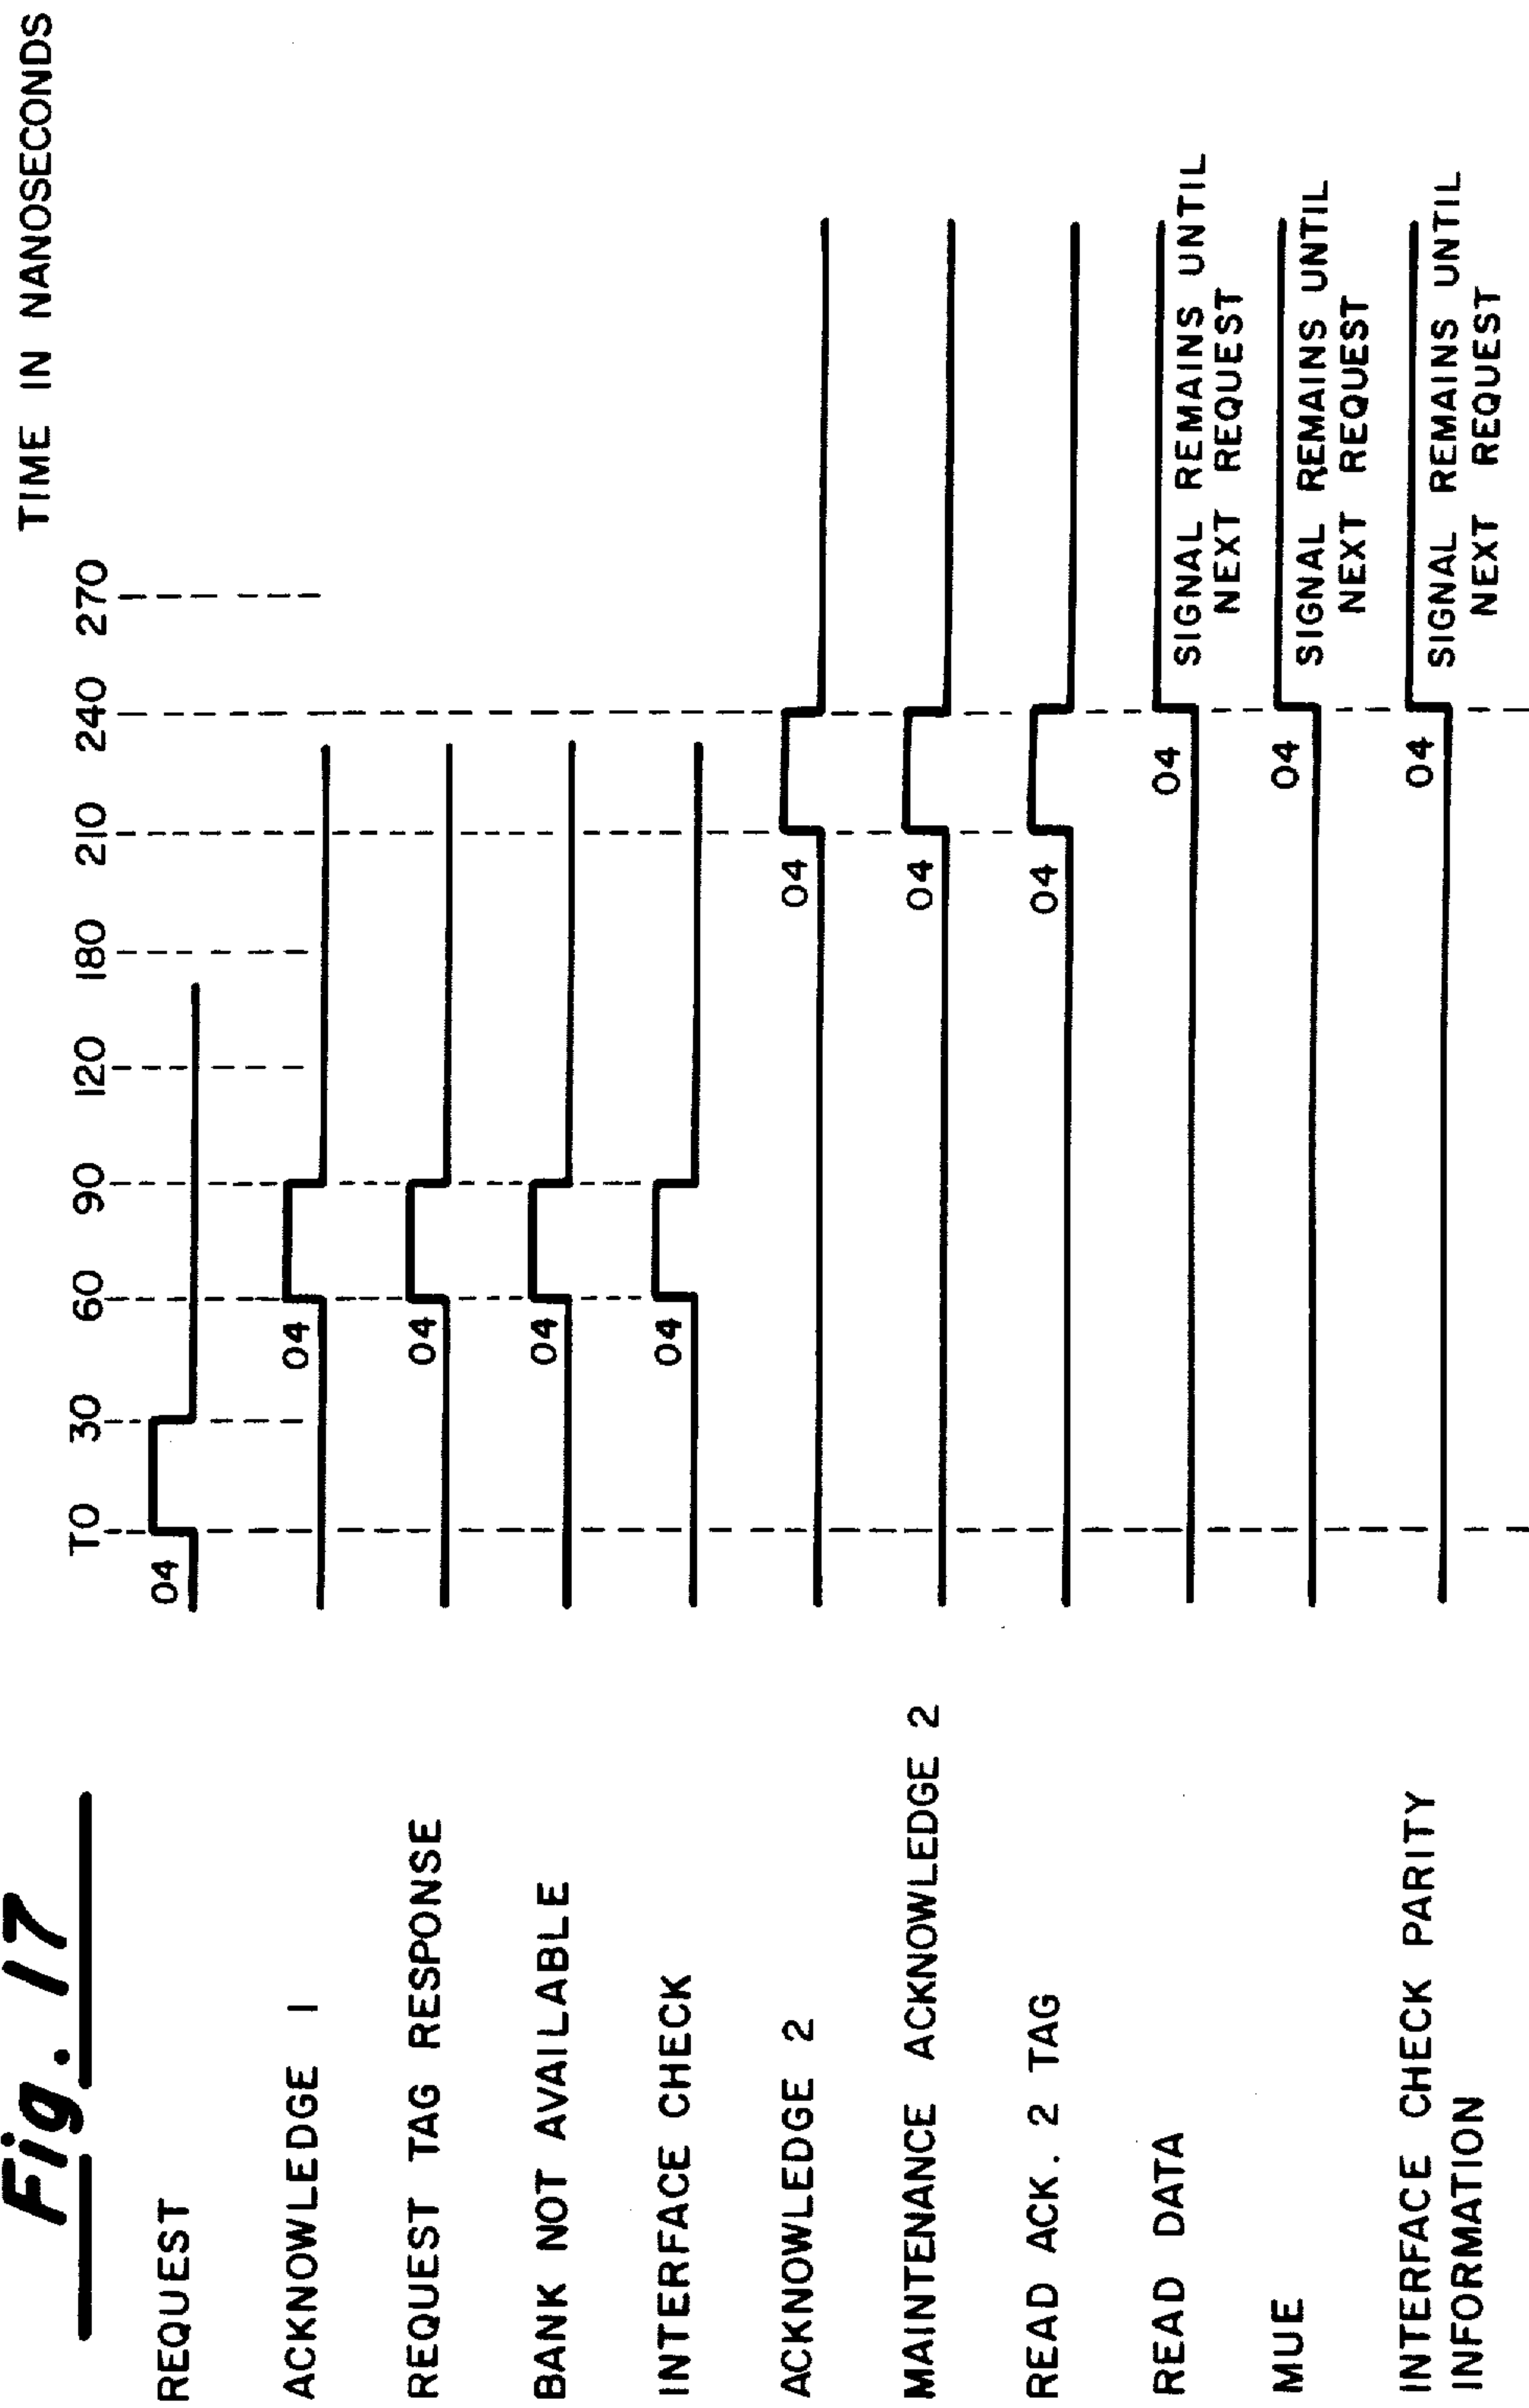 Fig. 17
TIME IN NANOSECONDS
T0 30 60 90 120 180 210 240 270
REQUEST
04
ACKNOWLEDGE 1
04
REQUEST TAG RESPONSE
04
BANK NOT AVAILABLE
04
INTERFACE CHECK
04
ACKNOWLEDGE 2
04
MAINTENANCE ACKNOWLEDGE 2
04
READ ACK. 2 TAG
04
READ DATA
04
SIGNAL REMAINS UNTIL
NEXT REQUEST
MUE
04
SIGNAL REMAINS UNTIL
NEXT REQUEST
INTERFACE CHECK PARITY
INFORMATION
04
SIGNAL REMAINS UNTIL
NEXT REQUEST